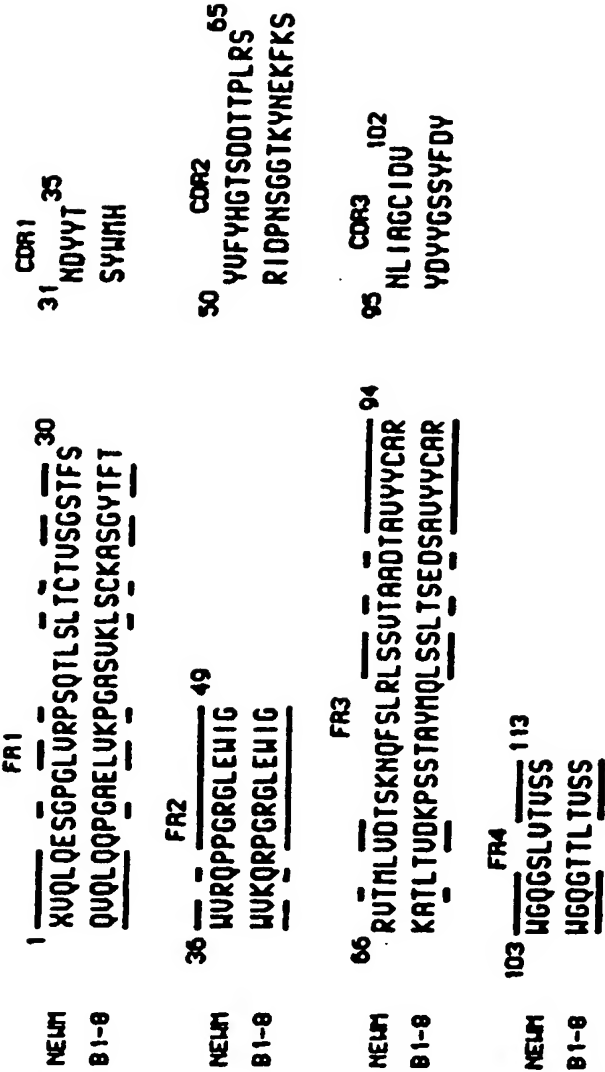 FR1 CDR1
1 30 31 35
NEWM XVQLQESGPGLVRPSQTLSLTCTVSGSTFS NDYYT
B1-8 QVQLQQPGAELVKPGASVKLSCKASGYTFT SYWMH
FR2 CDR2
36 49 50 65
NEWM WVRQPPGRGLEWIG YVFYHGTSDDTTPLRS
B1-8 WVKQRPGRGLEWIG RIDPNSGGTKYNEKFKS
FR3 CDR3
66 94 95 102
NEWM RVTMLVDTSKNQFSLRLSSVTAADTAVYYCAR NLIAGCIDV
B1-8 KATLTVDKPSSTAYMQLSSLTSEDSAVYYCAR YDYYGSSYFDY
FR4
103 113
NEWM WGQGSLVTVSS
B1-8 WGQGTTLTVSS